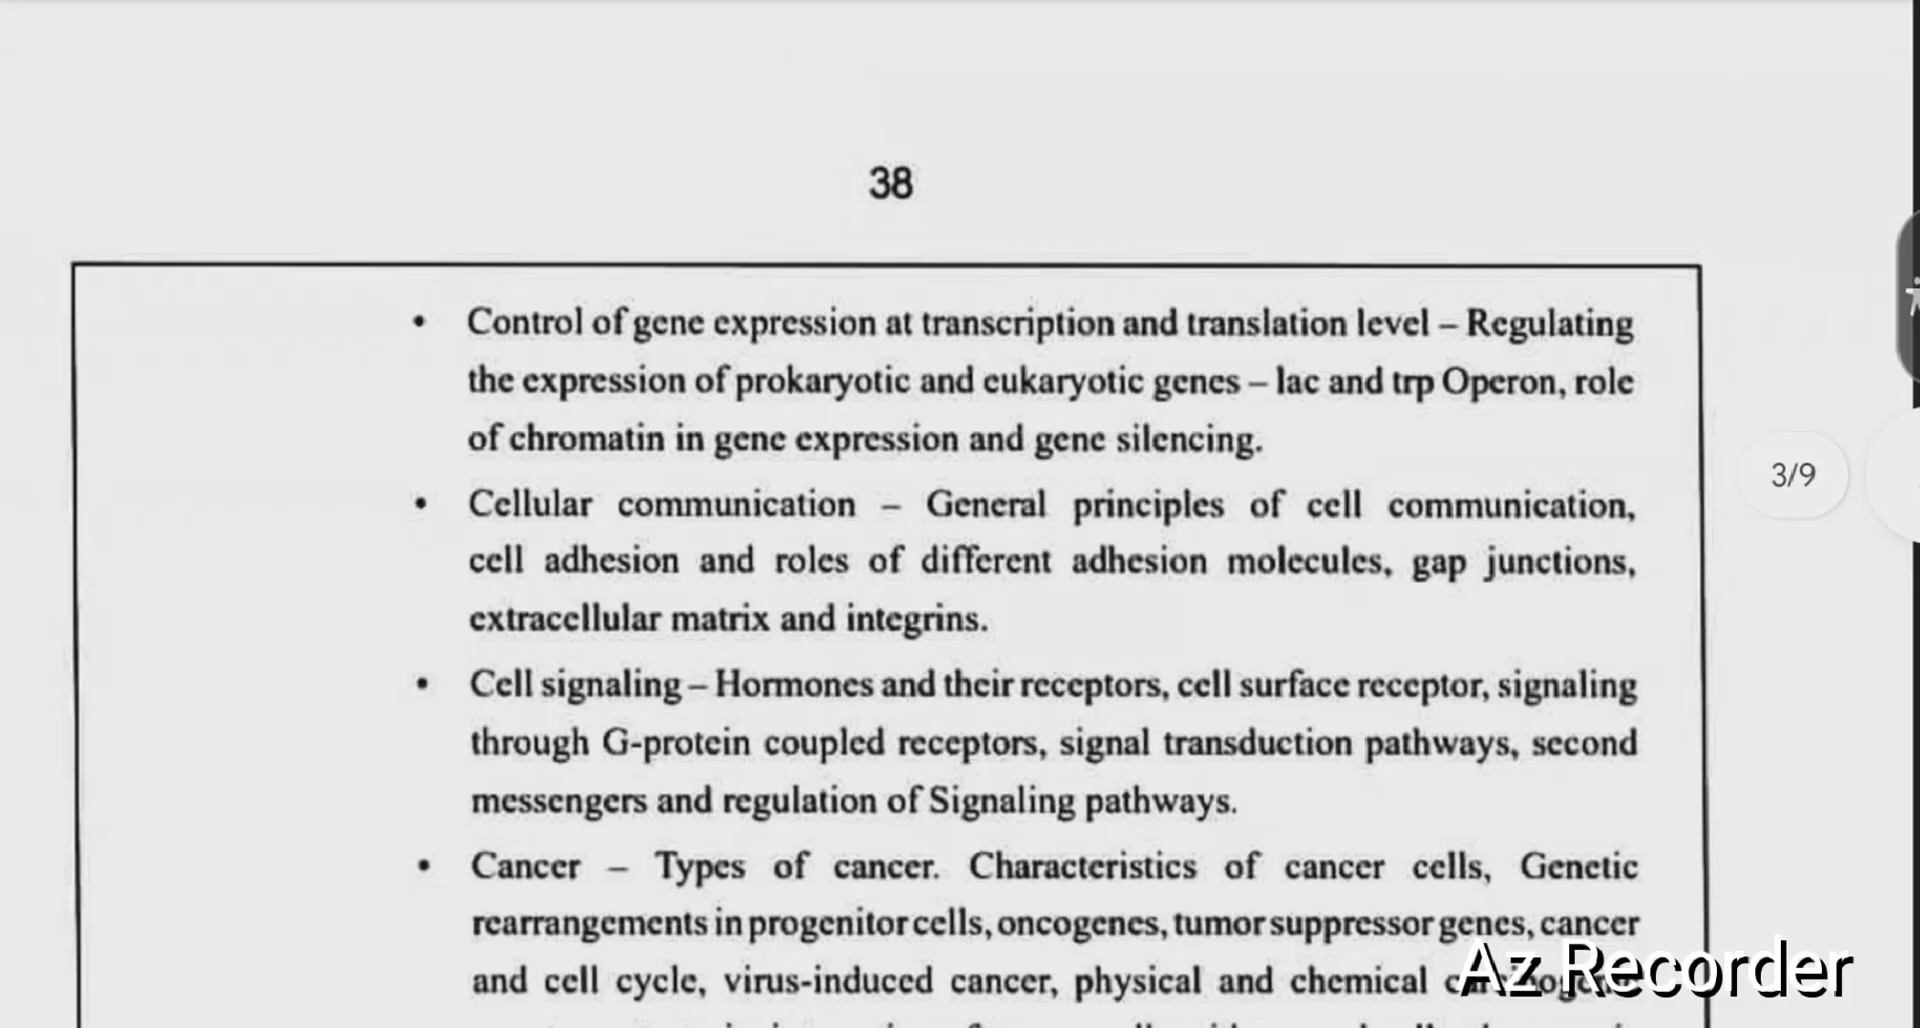 38
• Control of gene expression at transcription and translation level – Regulating
the expression of prokaryotic and eukaryotic genes – lac and trp Operon, role
of chromatin in gene expression and gene silencing.
• Cellular communication – General principles of cell communication,
cell adhesion and roles of different adhesion molecules, gap junctions,
extracellular matrix and integrins.
3/9
• Cell signaling – Hormones and their receptors, cell surface receptor, signaling
through G-protein coupled receptors, signal transduction pathways, second
messengers and regulation of Signaling pathways.
• Cancer – Types of cancer. Characteristics of cancer cells, Genetic
rearrangements in progenitor cells, oncogenes, tumor suppressor genes, cancer
and cell cycle, virus-induced cancer, physical and chemical
Az Recorder